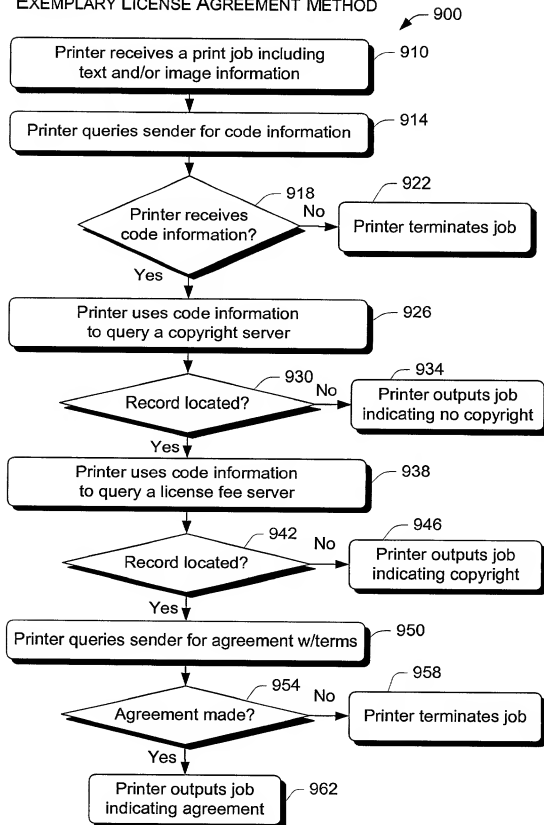 EXEMPLARY LICENSE AGREEMENT METHOD
900
Printer receives a print job including
text and/or image information
910
Printer queries sender for code information
914
918
Printer receives
code information?
No
922
Printer terminates job
Yes
Printer uses code information
to query a copyright server
926
930
Record located?
No
934
Printer outputs job
indicating no copyright
Yes
Printer uses code information
to query a license fee server
938
942
Record located?
No
946
Printer outputs job
indicating copyright
Yes
Printer queries sender for agreement w/terms
950
954
Agreement made?
No
958
Printer terminates job
Yes
Printer outputs job
indicating agreement
962